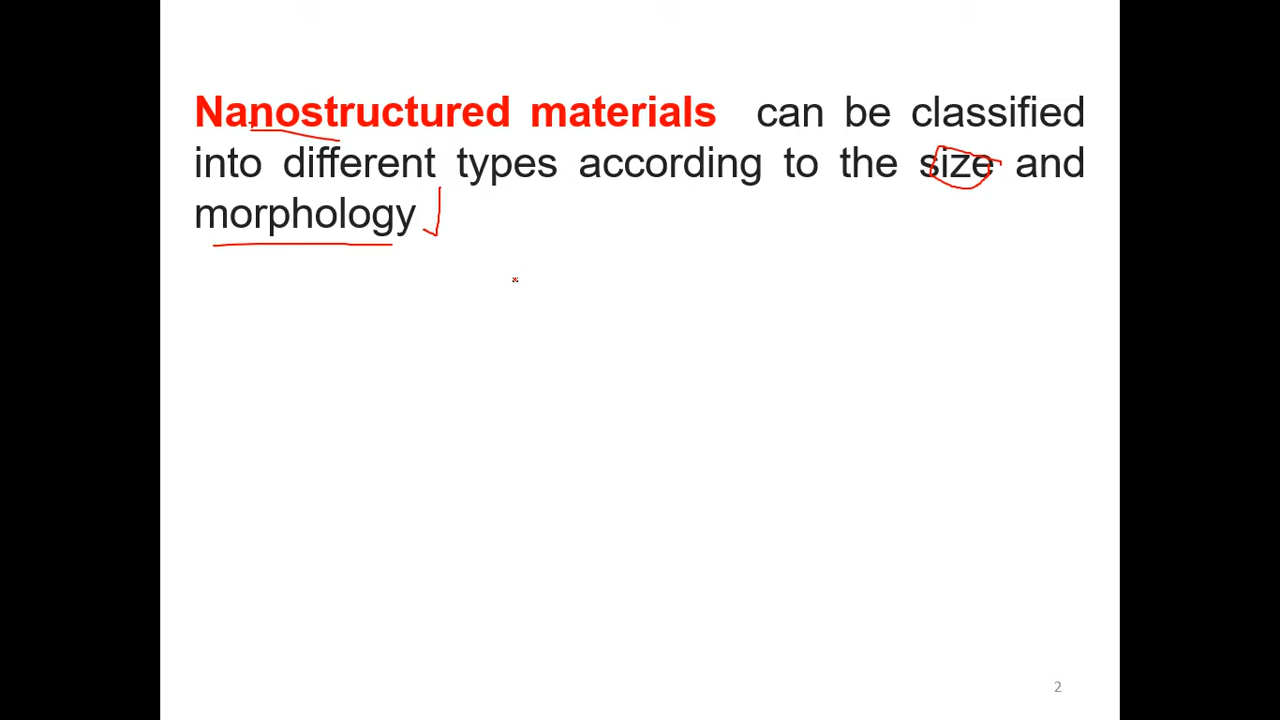 Nanostructured materials can be classified
into different types according to the size and
morphology
2